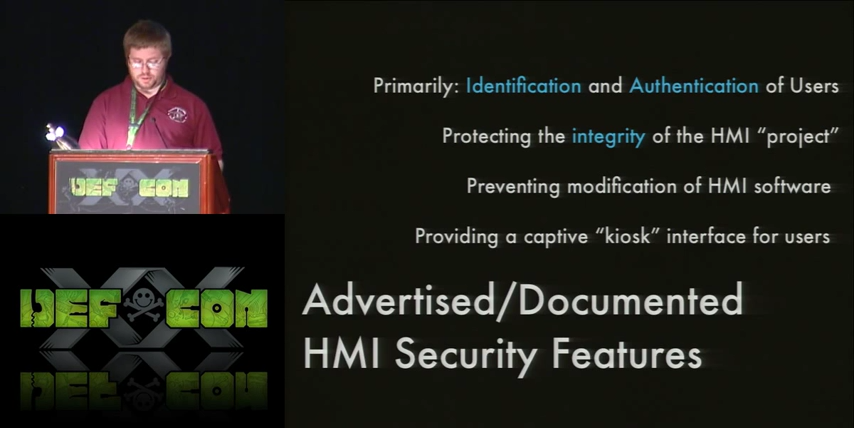 Primarily: Identification and Authentication of Users
Protecting the integrity of the HMI “project”
Preventing modification of HMI software
Providing a captive “kiosk” interface for users
Advertised/Documented
HMI Security Features
DEF CON
XX
DEF CON